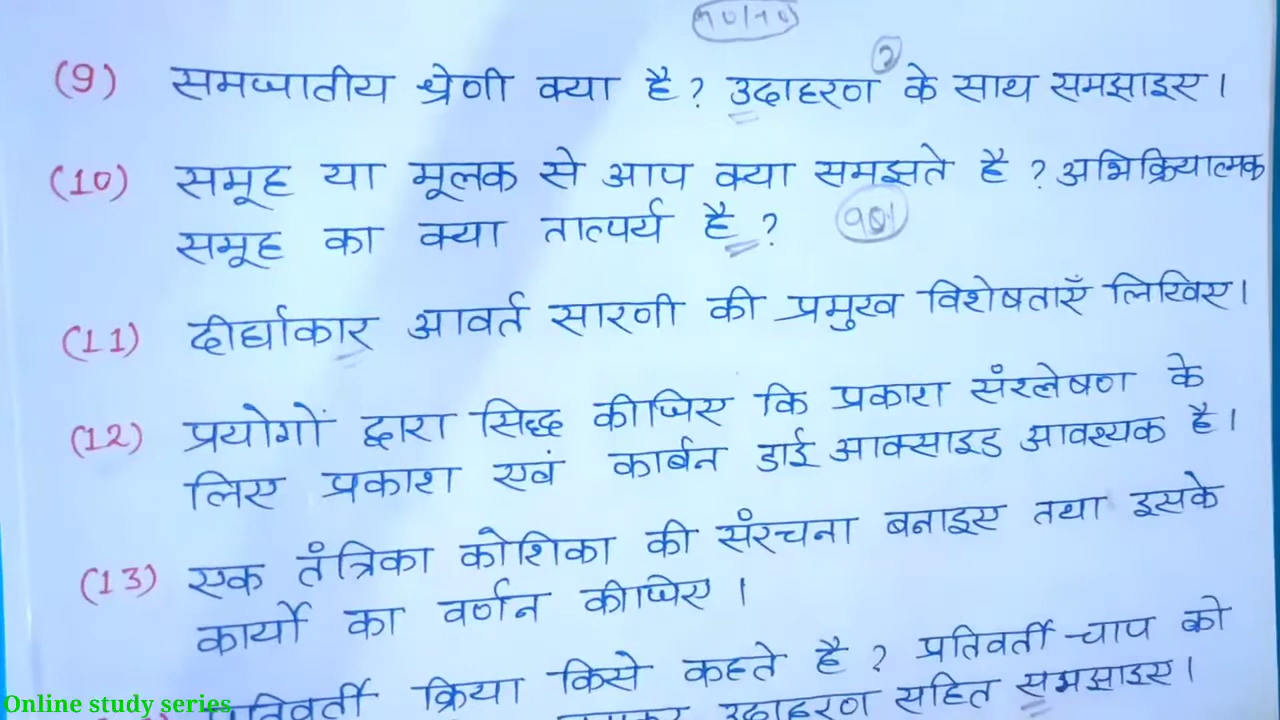 (9) समजातीय श्रेणी क्या है? उदाहरण के साथ समझाइए।
(10) समूह या मूलक से आप क्या समझते है? अभिक्रियात्मक
समूह का क्या तात्पर्य है?
(11) दीर्घाकार आवर्त सारणी की प्रमुख विशेषताएँ लिखिए।
(12) प्रयोगों द्वारा सिद्ध कीजिए कि प्रकाश संश्लेषण के
लिए प्रकाश एवं कार्बन डाई आक्साइड आवश्यक है।
(13) एक तंत्रिका कोशिका की संरचना बनाइए तथा इसके
कार्यों का वर्णन कीजिए।
क्रिया किसे कहते है? प्रतिवर्ती चाप को
उदाहरण सहित समझाइए।
Online study series